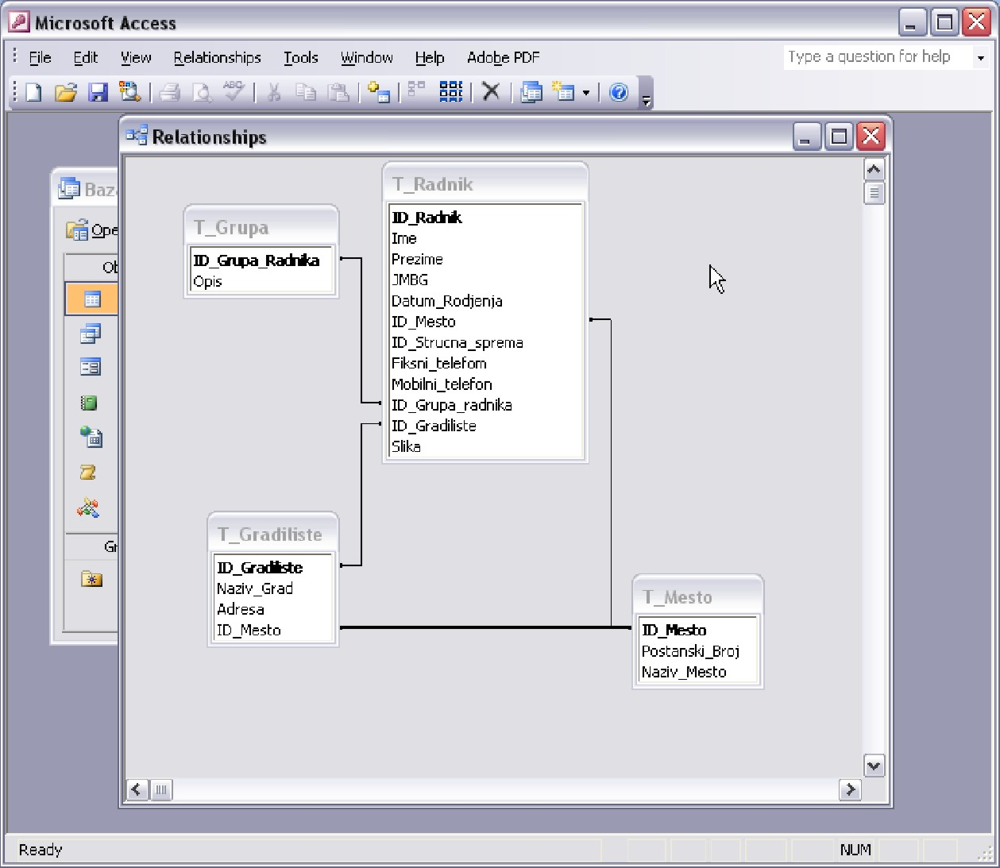 Microsoft Access
File Edit View Relationships Tools Window Help Adobe PDF
Type a question for help
ABC
Relationships
Baze
Ope
Ob
Gr
T_Grupa
ID_Grupa_Radnika
Opis
T_Radnik
ID_Radnik
Ime
Prezime
JMBG
Datum_Rodjenja
ID_Mesto
ID_Strucna_sprema
Fiksni_telefom
Mobilni_telefon
ID_Grupa_radnika
ID_Gradiliste
Slika
T_Gradiliste
ID_Gradiliste
Naziv_Grad
Adresa
ID_Mesto
T_Mesto
ID_Mesto
Postanski_Broj
Naziv_Mesto
Ready
NUM